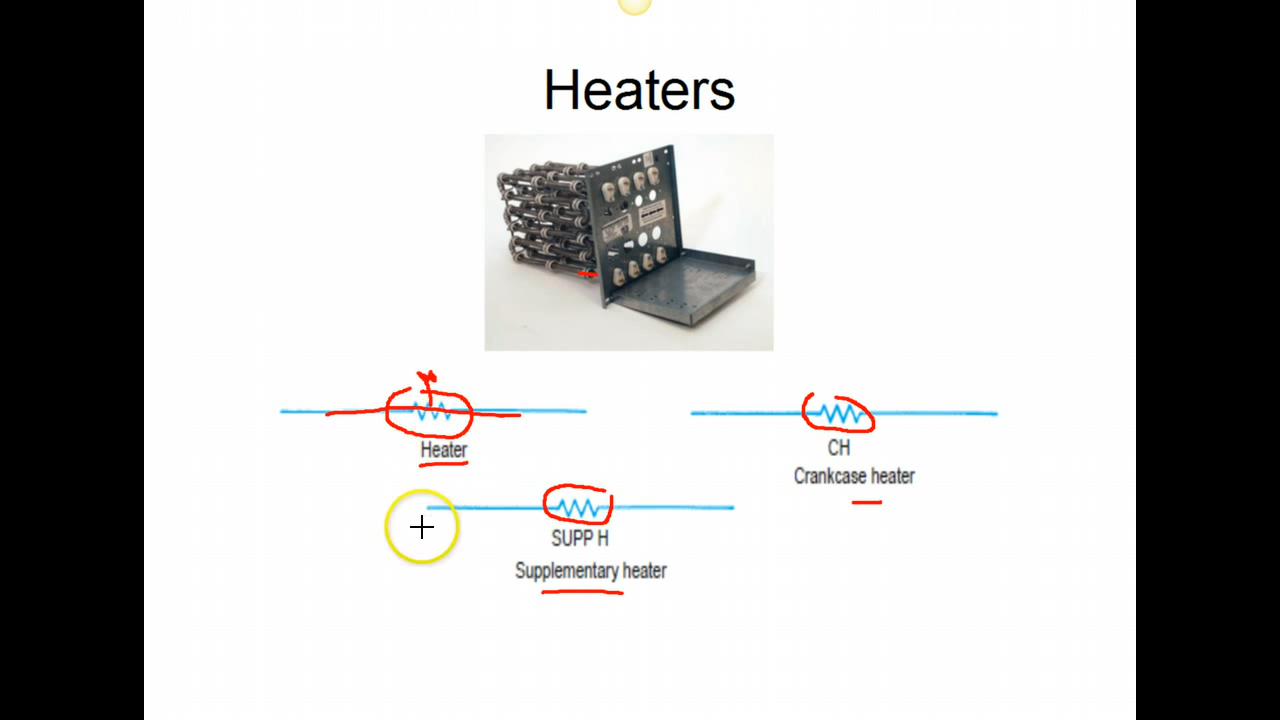 Heaters
Heater
CH
Crankcase heater
SUPP H
Supplementary heater